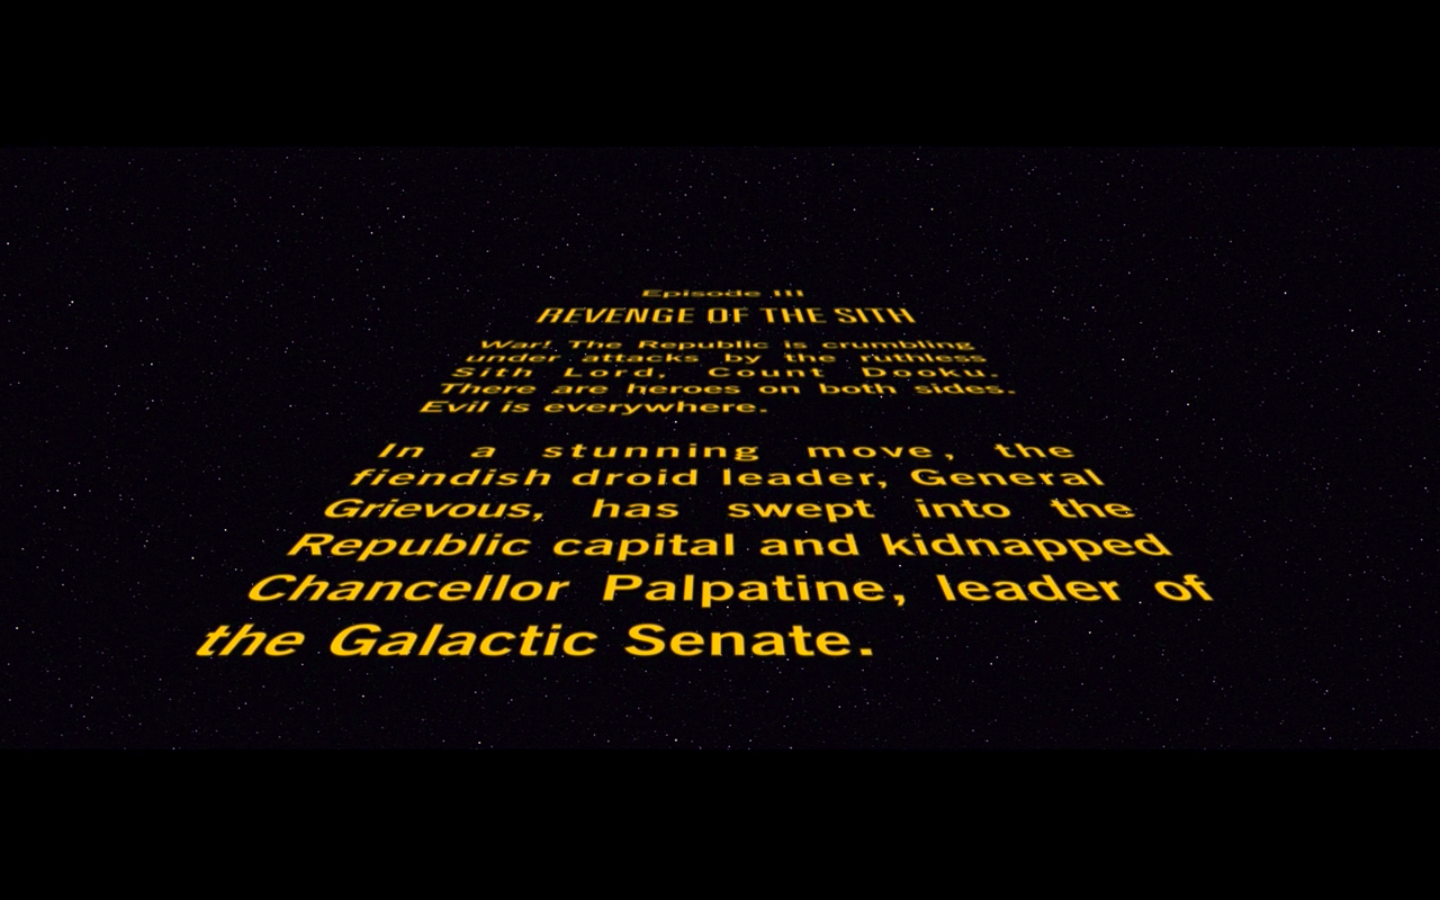 Episode III
REVENGE OF THE SITH
War! The Republic is crumbling
under attacks by the ruthless
Sith Lord, Count Dooku.
There are heroes on both sides.
Evil is everywhere.
In a stunning move, the
fiendish droid leader, General
Grievous, has swept into the
Republic capital and kidnapped
Chancellor Palpatine, leader of
the Galactic Senate.